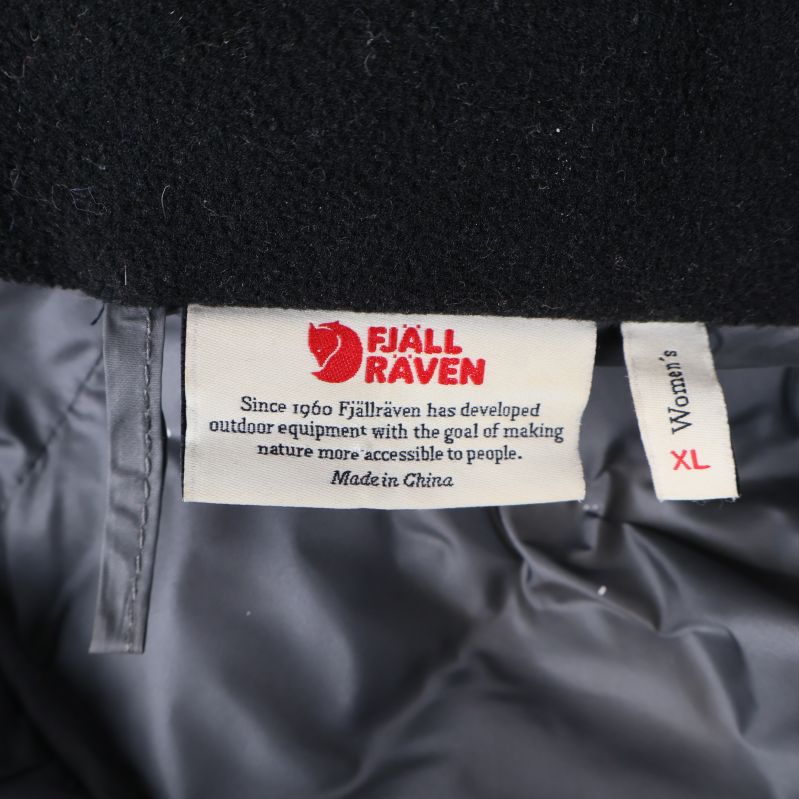 FJÄLL
RÄVEN
Since 1960 Fjällräven has developed
outdoor equipment with the goal of making
nature more accessible to people.
Made in China
Women's
XL